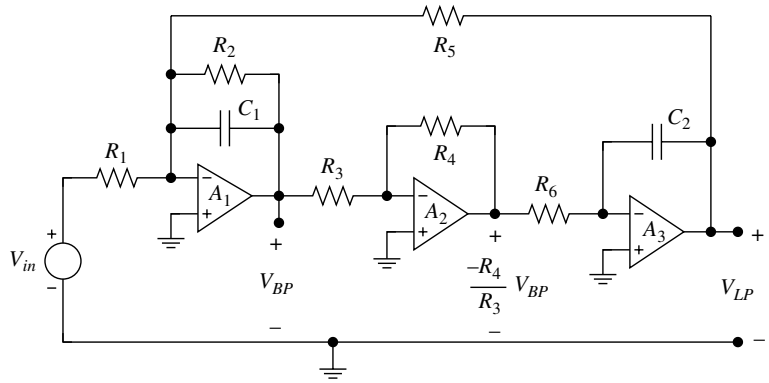 R5
R2
C1
R1
−
A1
+
R3
R4
−
A2
+
R6
C2
−
A3
+
+
Vin
−
+
VBP
−
+
−R4
R3
VBP
−
+
VLP
−